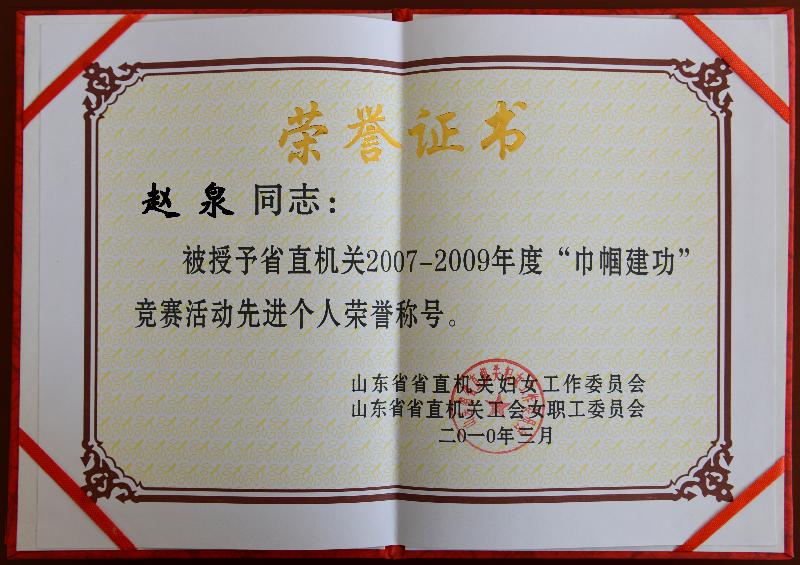 荣誉证书
赵泉 同志：
被授予省直机关2007-2009年度“巾帼建功”
竞赛活动先进个人荣誉称号。
山东省省直机关妇女工作委员会
山东省省直机关工会女职工委员会
二〇一〇年三月